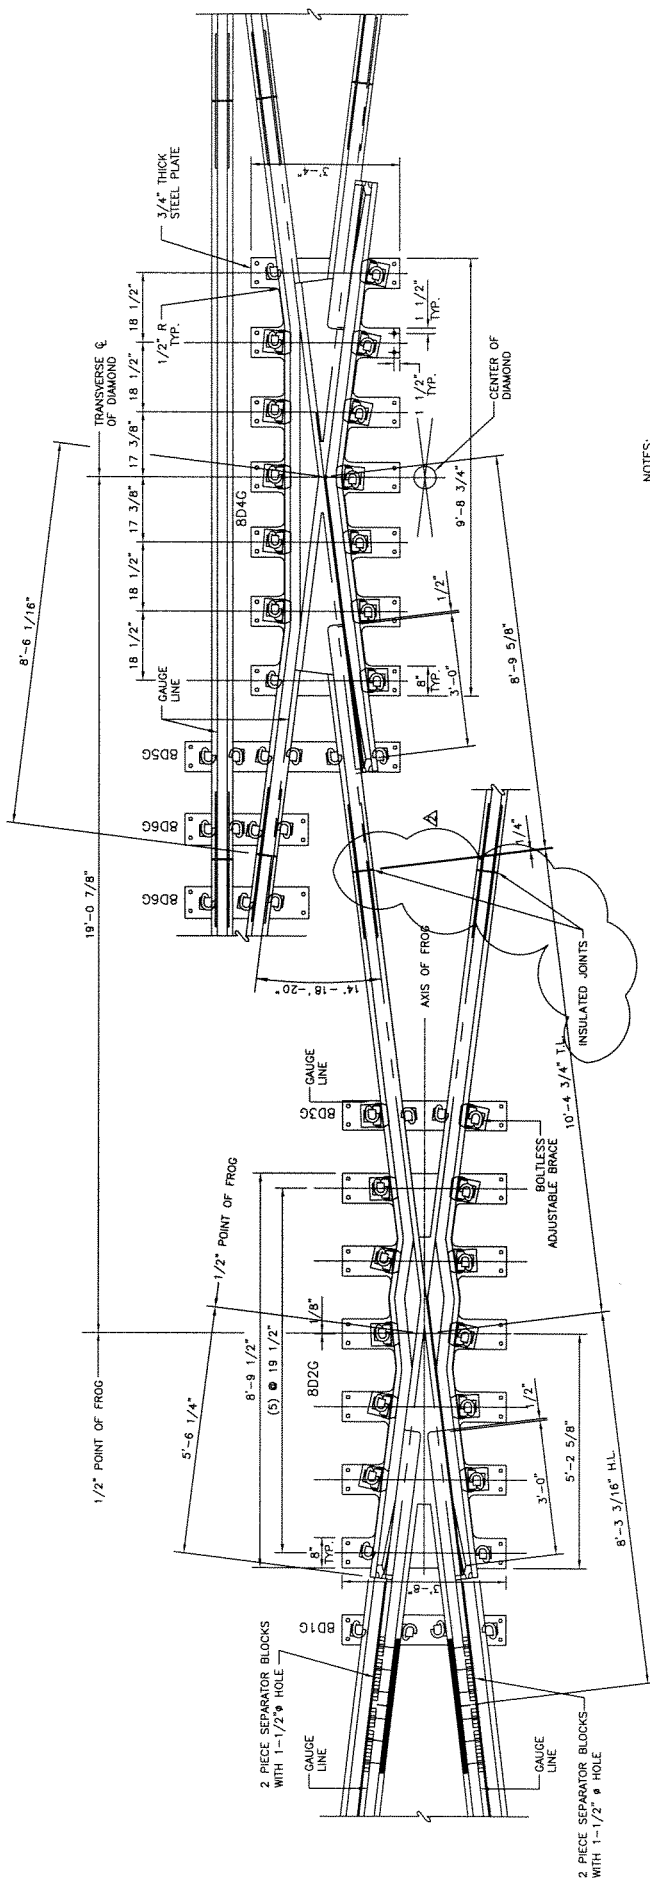 1/2" POINT OF FROG
19'-0 7/8"
TRANSVERSE ℄
OF DIAMOND
8'-6 1/16"
18 1/2"
18 1/2"
17 3/8"
17 3/8"
18 1/2"
18 1/2"
3/4" THICK
STEEL PLATE
1/2" R
TYP.
3'-4"
8D4G
GAUGE
LINE
8D6G
8D6G
8D5G
8"
TYP.
3'-0"
1/2"
1 1/2"
TYP.
1 1/2"
TYP.
CENTER OF
DIAMOND
9'-8 3/4"
8'-9 5/8"
NOTES:
14°-18'-20"
AXIS OF FROG
INSULATED JOINTS
1/4"
10'-4 3/4" T.L.
GAUGE
LINE
8D3G
BOLTLESS
ADJUSTABLE BRACE
1/2" POINT OF FROG
5'-6 1/4"
8'-9 1/2"
(5) @ 19 1/2"
1/8"
8D2G
8"
TYP.
3'-8"
8D1G
1/2"
3'-0"
5'-2 5/8"
8'-3 3/16" H.L.
2 PIECE SEPARATOR BLOCKS
WITH 1-1/2"ø HOLE
GAUGE
LINE
GAUGE
LINE
2 PIECE SEPARATOR BLOCKS
WITH 1-1/2" ø HOLE